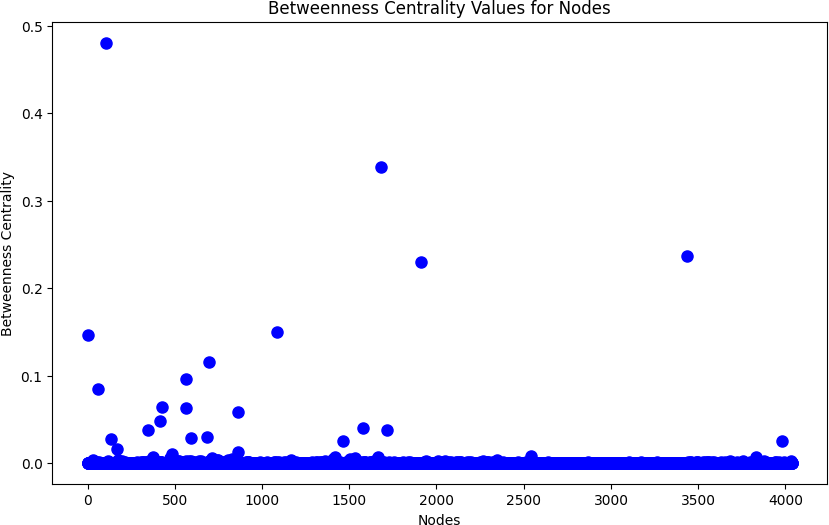 Betweenness Centrality Values for Nodes
0.5
0.4
0.3
0.2
0.1
0.0
Betweenness Centrality
0 500 1000 1500 2000 2500 3000 3500 4000
Nodes